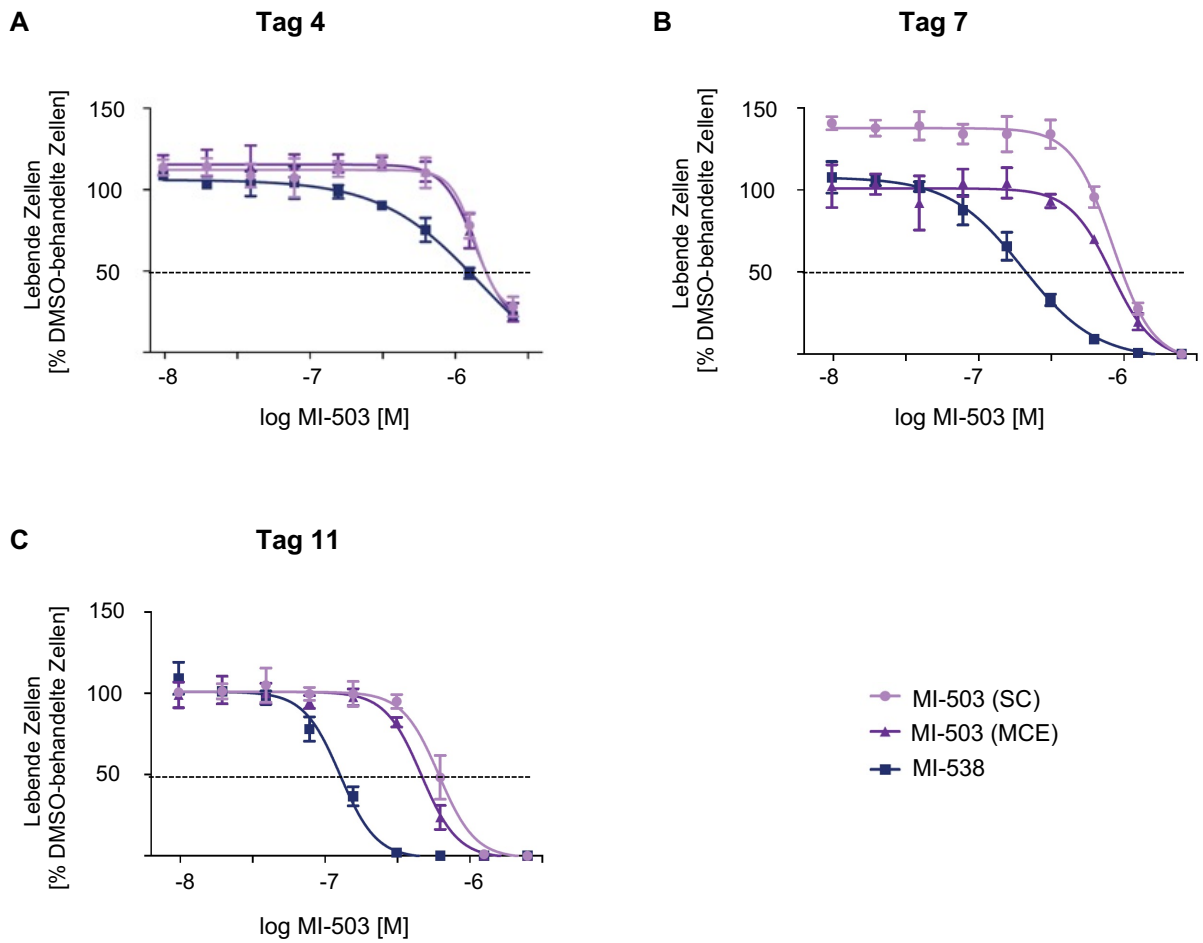 A
Tag 4
Lebende Zellen
[% DMSO-behandelte Zellen]
150
100
50
-8
-7
-6
log MI-503 [M]
B
Tag 7
Lebende Zellen
[% DMSO-behandelte Zellen]
150
100
50
-8
-7
-6
log MI-503 [M]
C
Tag 11
Lebende Zellen
[% DMSO-behandelte Zellen]
150
100
50
-8
-7
-6
log MI-503 [M]
MI-503 (SC)
MI-503 (MCE)
MI-538